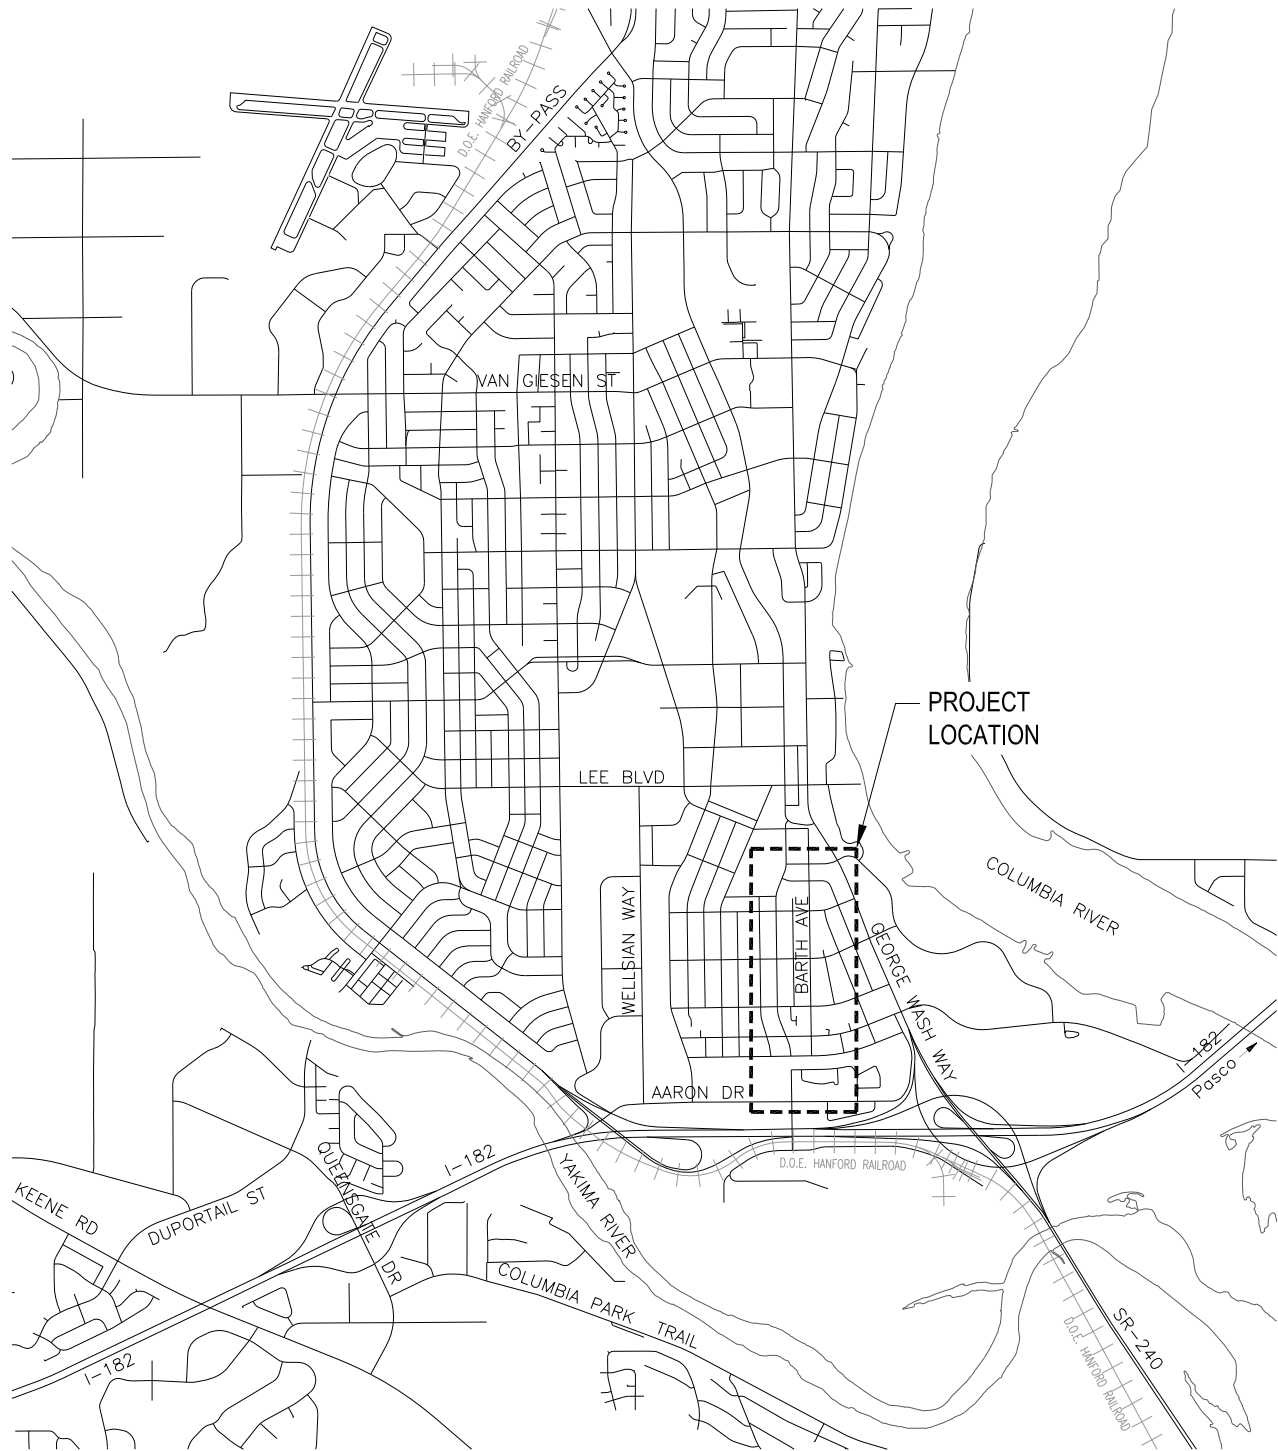 D.O.E. HANFORD RAILROAD
BY-PASS
VAN GIESEN ST
PROJECT
LOCATION
LEE BLVD
COLUMBIA RIVER
WELLSIAN WAY
BARTH AVE
GEORGE WASH WAY
I-182
Pasco
AARON DR
D.O.E. HANFORD RAILROAD
I-182
YAKIMA RIVER
QUEENSGATE DR
KEENE RD
DUPORTAIL ST
COLUMBIA PARK TRAIL
SR-240
D.O.E. HANFORD RAILROAD
I-182